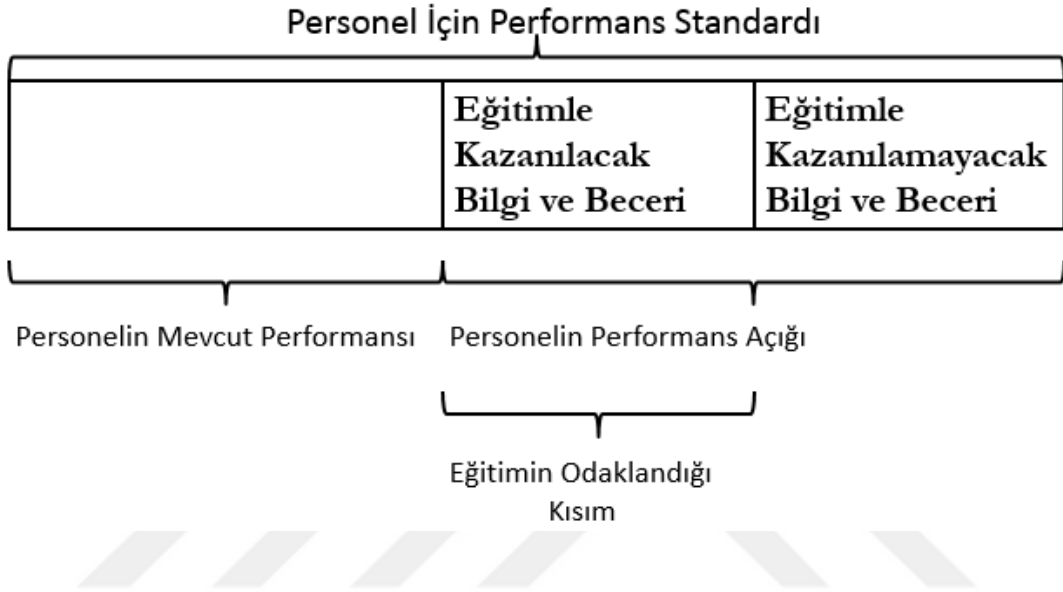 Personel İçin Performans Standardı
Eğitimle
Kazanılacak
Bilgi ve Beceri
Eğitimle
Kazanılamayacak
Bilgi ve Beceri
Personelin Mevcut Performansı
Personelin Performans Açığı
Eğitimin Odaklandığı
Kısım